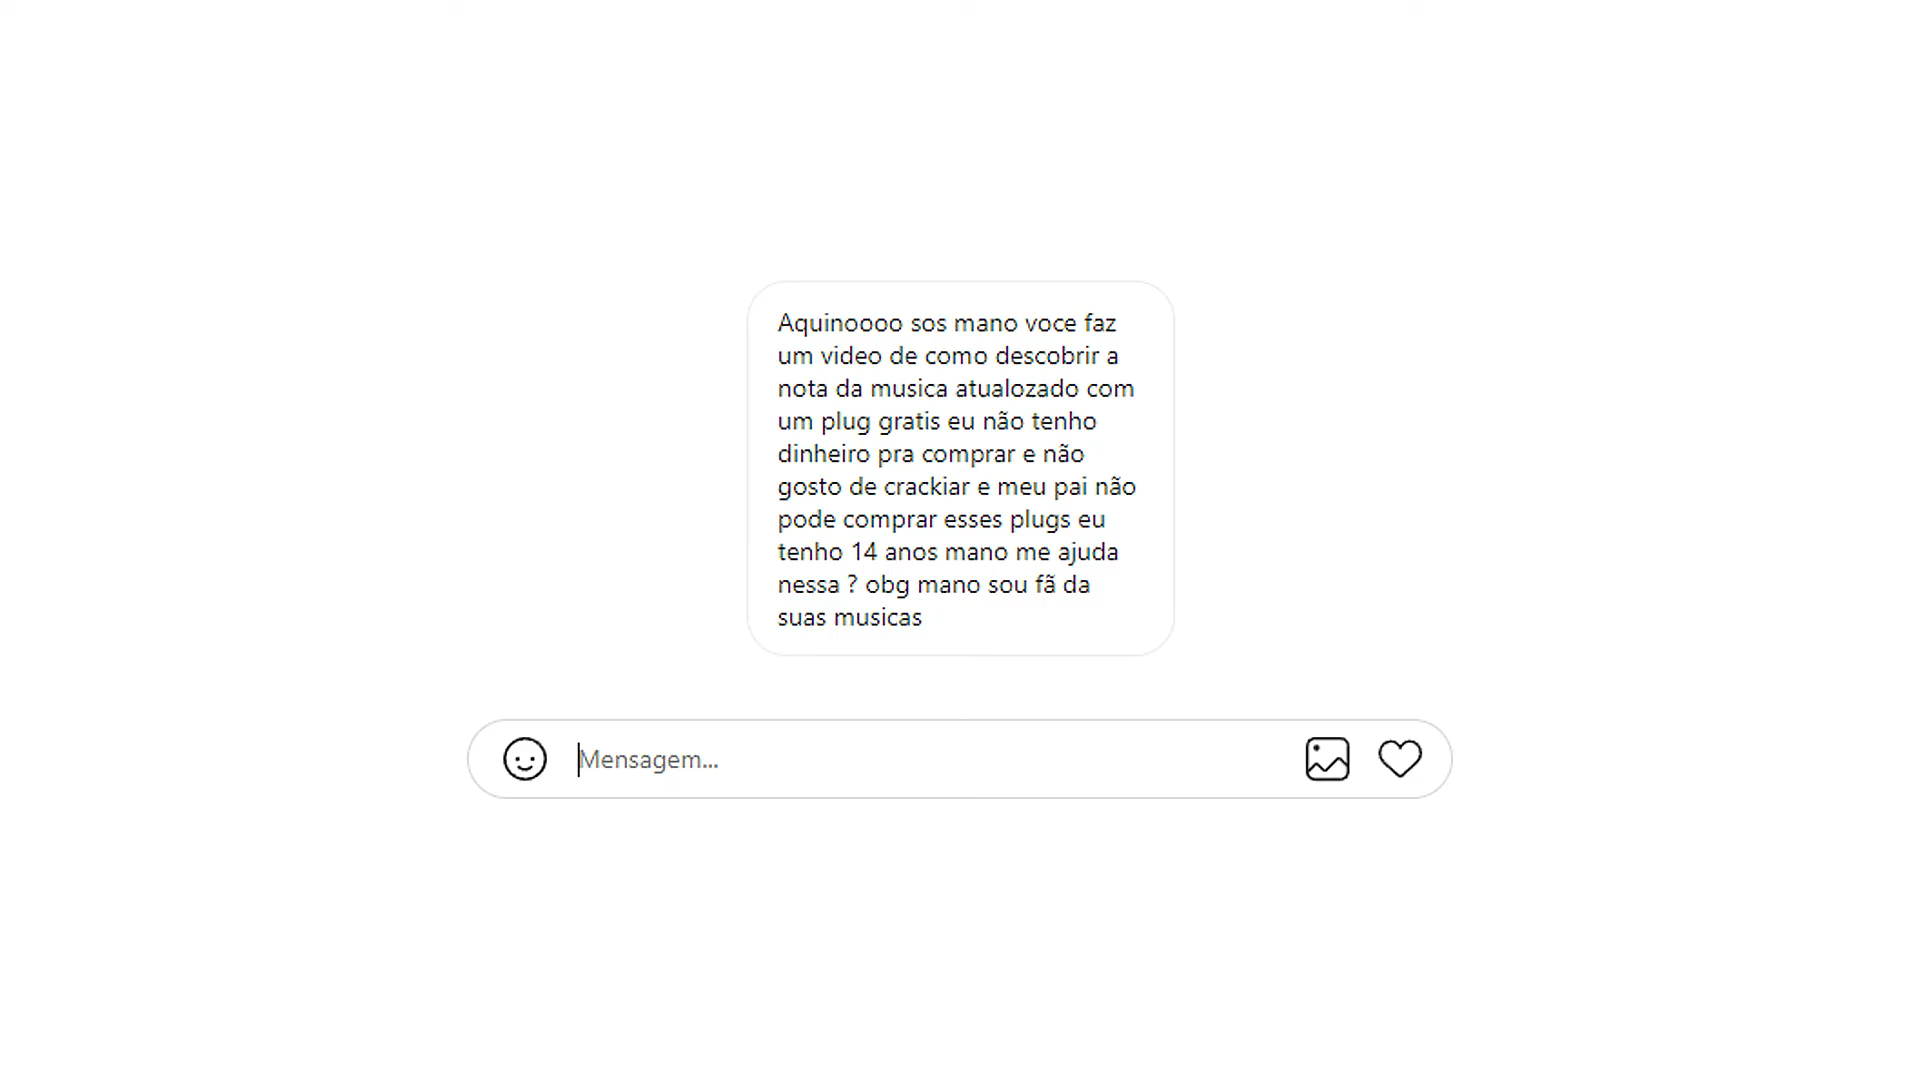 Aquinoooo sos mano voce faz
um video de como descobrir a
nota da musica atualozado com
um plug gratis eu não tenho
dinheiro pra comprar e não
gosto de crackiar e meu pai não
pode comprar esses plugs eu
tenho 14 anos mano me ajuda
nessa ? obg mano sou fã da
suas musicas
Mensagem...